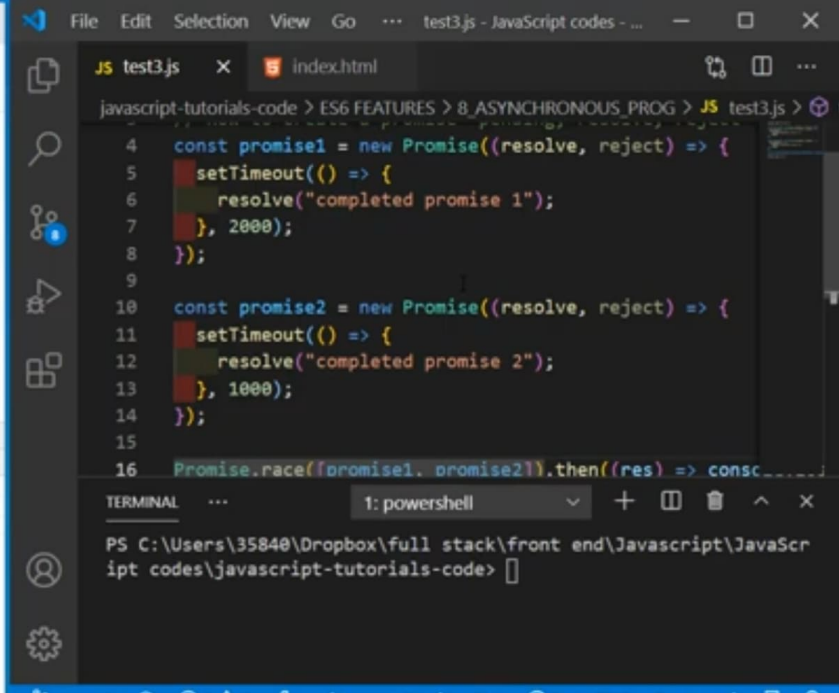 File Edit Selection View Go ··· test3.js - JavaScript codes - ...
JS test3.js × index.html ···
javascript-tutorials-code > ES6 FEATURES > 8_ASYNCHRONOUS_PROG > JS test3.js >
4 const promise1 = new Promise((resolve, reject) => {
5 setTimeout(() => {
6 resolve("completed promise 1");
7 }, 2000);
8 });
9
10 const promise2 = new Promise((resolve, reject) => {
11 setTimeout(() => {
12 resolve("completed promise 2");
13 }, 1000);
14 });
15
16 Promise.race([promise1, promise2]).then((res) => consc
8
TERMINAL ··· 1: powershell
PS C:\Users\35840\Dropbox\full stack\front end\Javascript\JavaScr
ipt codes\javascript-tutorials-code>